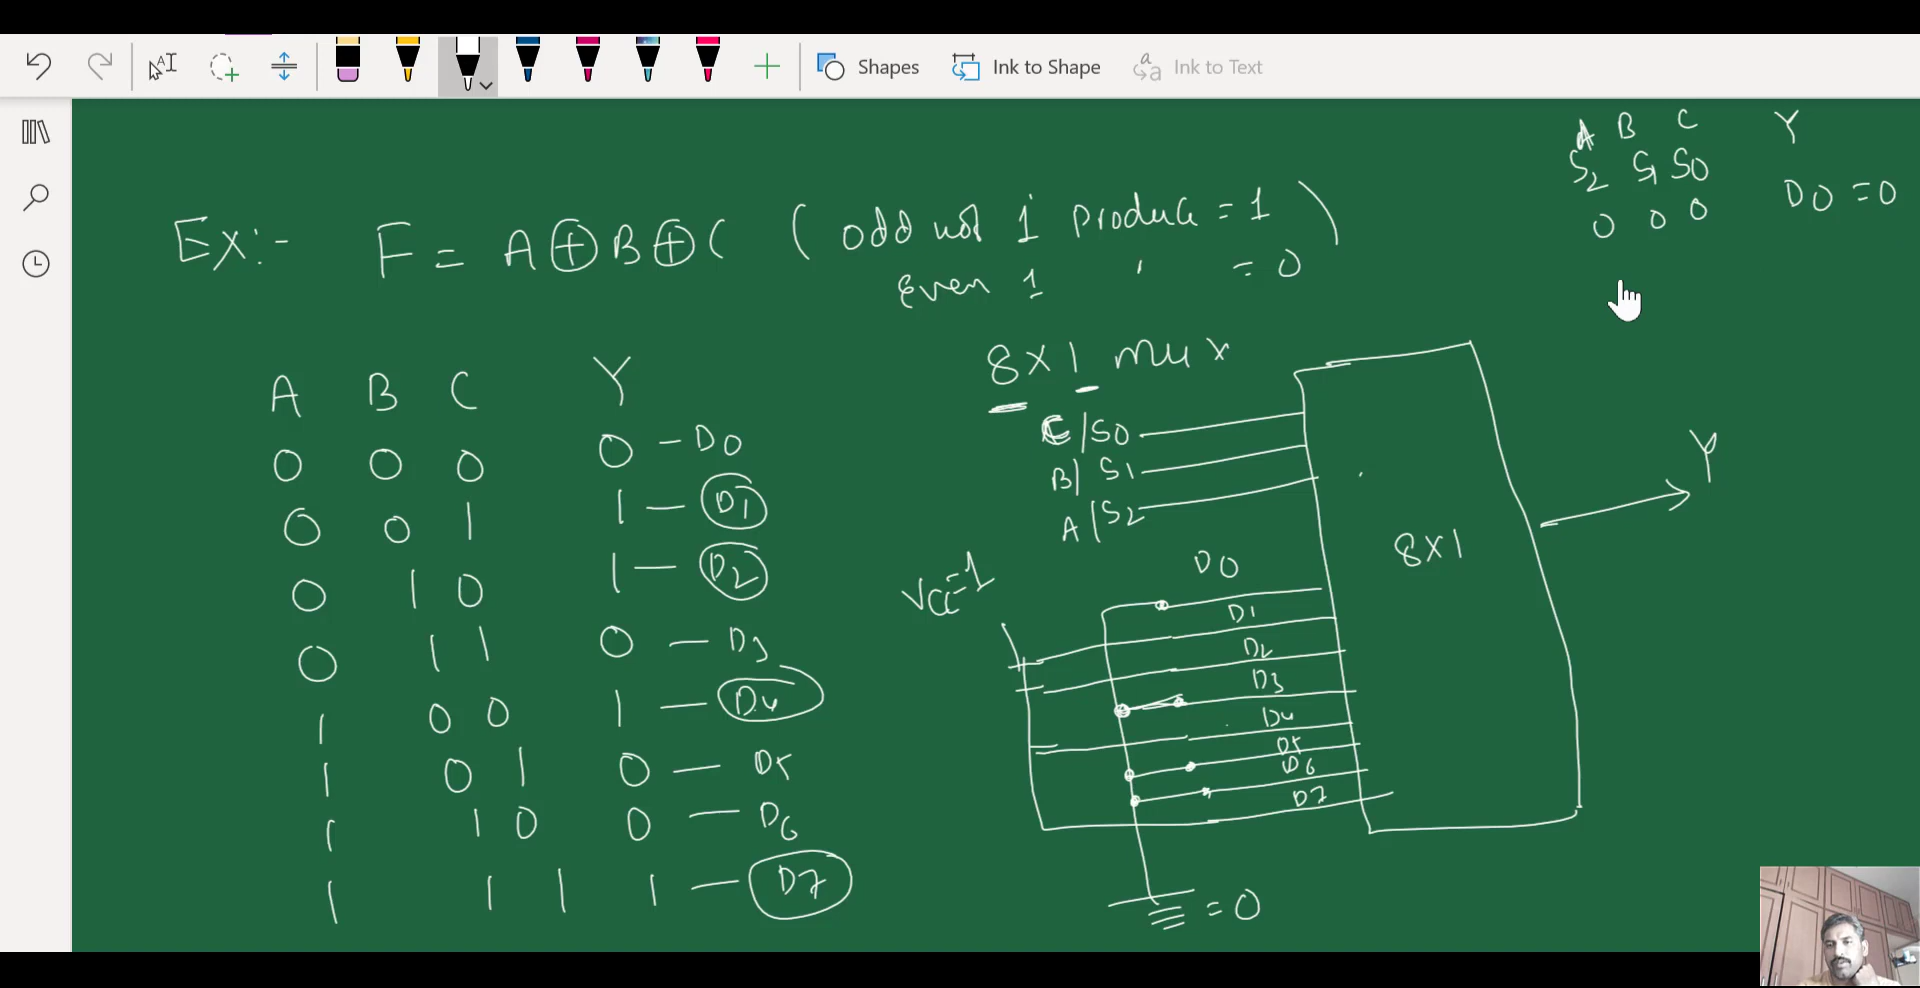 Shapes Ink to Shape Ink to Text
A B C Y
S2 S1 S0
0 0 0 D0 = 0
Ex:- F = A⊕B⊕C ( odd no of 1 produce = 1 )
Even 1 ' = 0
8X1 mux
A B C Y
0 0 0 0 - D0
0 0 1 1 - D1
0 1 0 1 - D2
0 1 1 0 - D3
1 0 0 1 - D4
1 0 1 0 - D5
1 1 0 0 - D6
1 1 1 1 - D7
C/S0
B/S1
A/S2
8X1
Y
Vcc=1
D0
D1
D2
D3
D4
D5
D6
D7
= 0